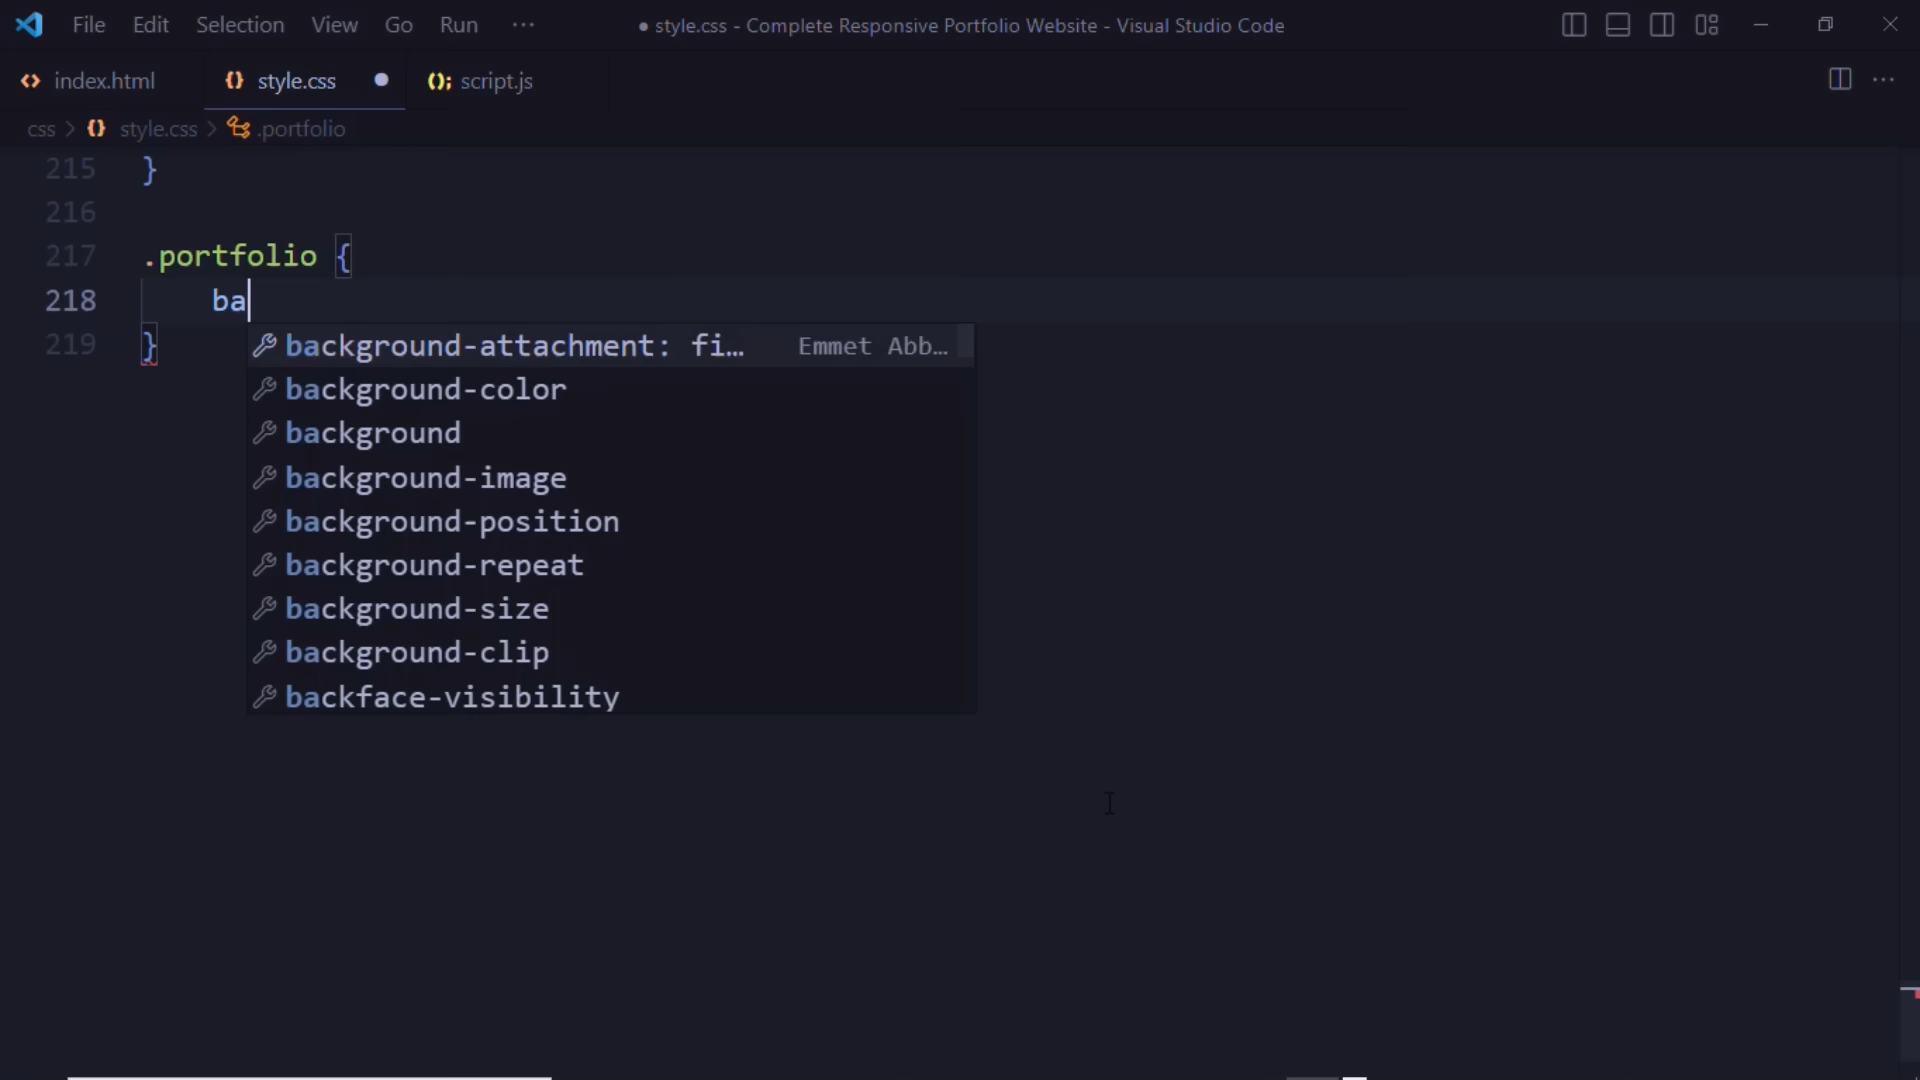 File Edit Selection View Go Run ··· ● style.css - Complete Responsive Portfolio Website - Visual Studio Code
index.html {} style.css ● (); script.js
css > {} style.css > .portfolio
215 }
216
217 .portfolio {
218 ba
219 }
background-attachment: fi… Emmet Abb…
background-color
background
background-image
background-position
background-repeat
background-size
background-clip
backface-visibility